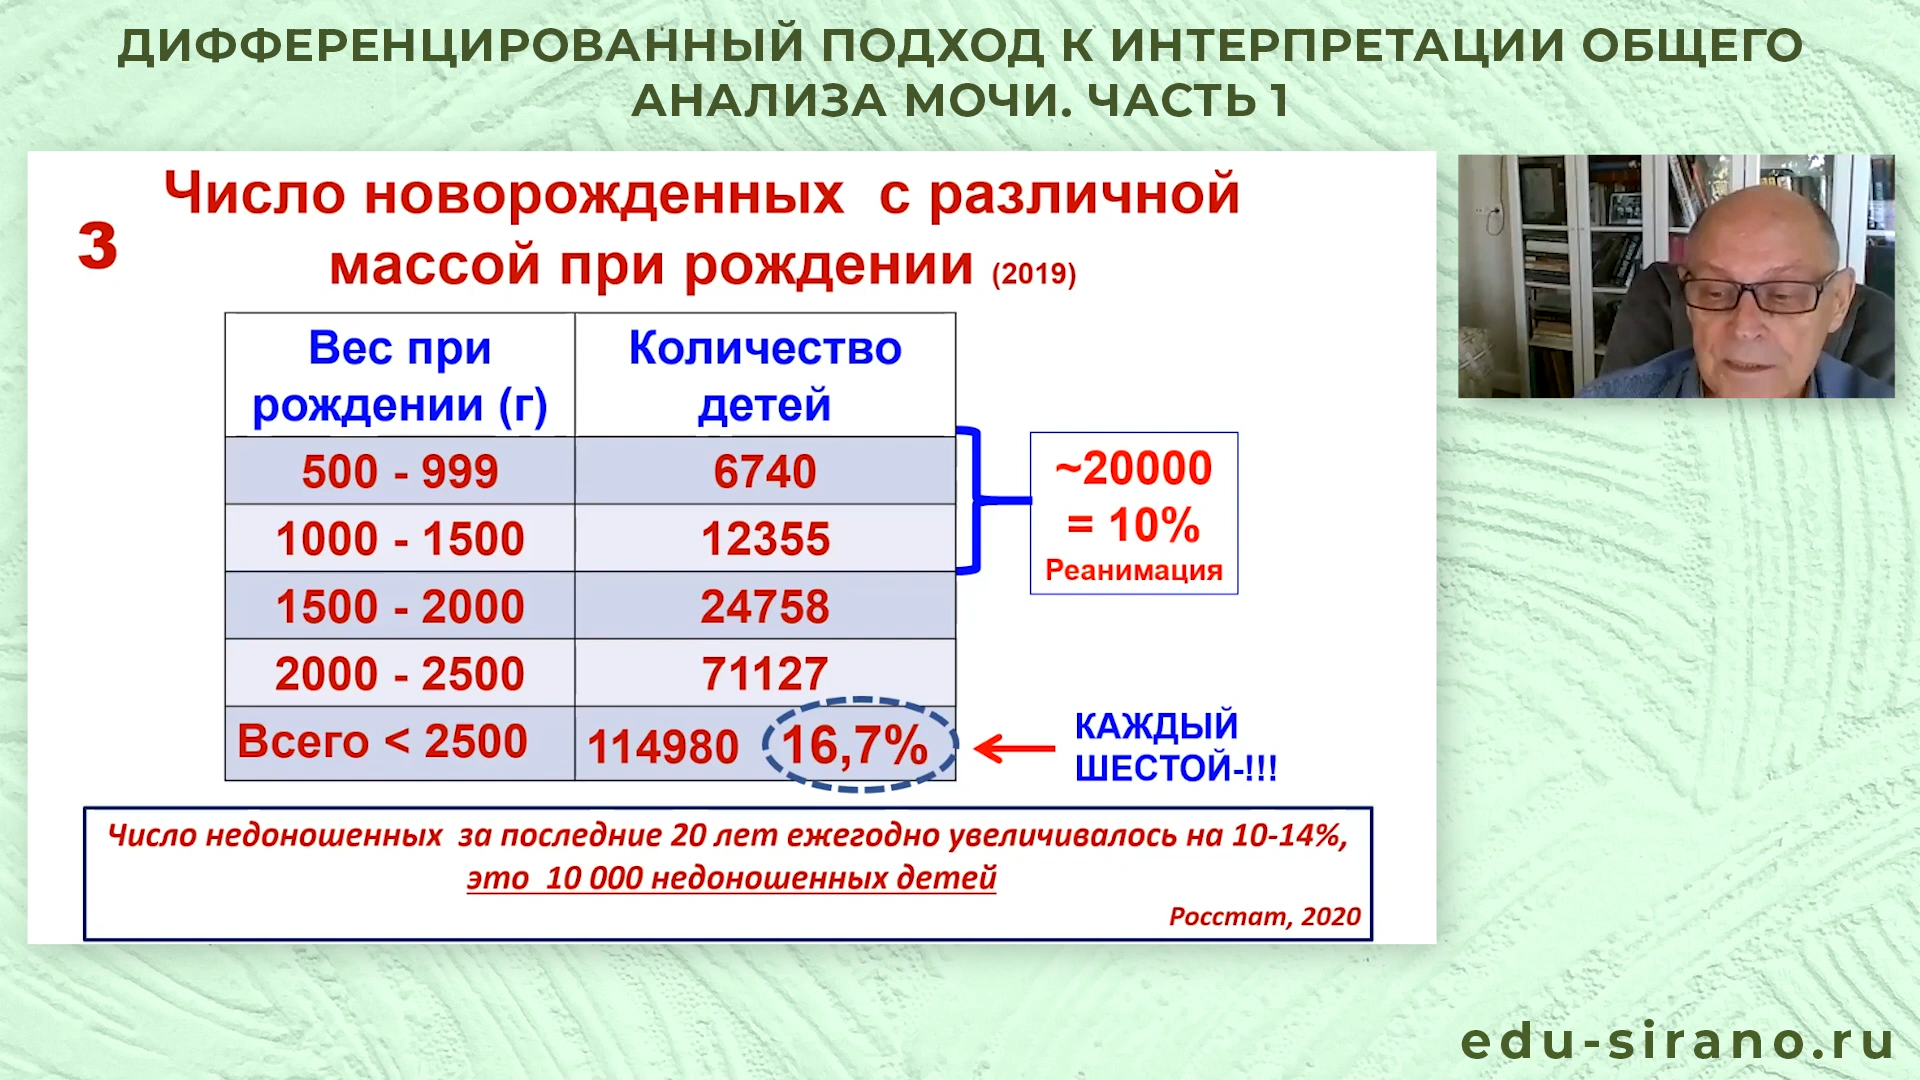 ДИФФЕРЕНЦИРОВАННЫЙ ПОДХОД К ИНТЕРПРЕТАЦИИ ОБЩЕГО
АНАЛИЗА МОЧИ. ЧАСТЬ 1
3
Число новорожденных с различной
массой при рождении (2019)
Вес при
рождении (г)
Количество
детей
500 - 999
6740
1000 - 1500
12355
1500 - 2000
24758
2000 - 2500
71127
Всего < 2500
114980 16,7%
~20000
= 10%
Реанимация
КАЖДЫЙ
ШЕСТОЙ-!!!
Число недоношенных за последние 20 лет ежегодно увеличивалось на 10-14%,
это 10 000 недоношенных детей
Росстат, 2020
edu-sirano.ru